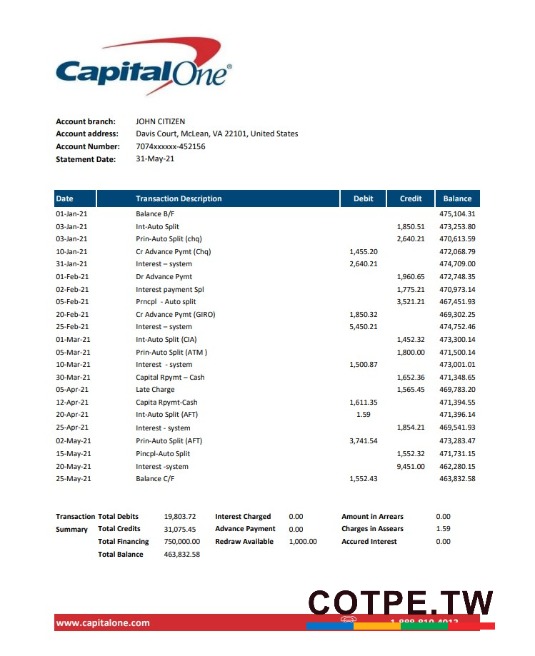 CapitalOne®
Account branch: JOHN CITIZEN
Account address: Davis Court, McLean, VA 22101, United States
Account Number: 7074xxxxxx-452156
Statement Date: 31-May-21
Date Transaction Description Debit Credit Balance
01-Jan-21 Balance B/F 475,104.31
03-Jan-21 Int-Auto Split 1,850.51 473,253.80
03-Jan-21 Prin-Auto Split (chq) 2,640.21 470,613.59
10-Jan-21 Cr Advance Pymt (Chq) 1,455.20 472,068.79
31-Jan-21 Interest – system 2,640.21 474,709.00
01-Feb-21 Dr Advance Pymt 1,960.65 472,748.35
02-Feb-21 Interest payment Spl 1,775.21 470,973.14
05-Feb-21 Prncpl - Auto split 3,521.21 467,451.93
20-Feb-21 Cr Advance Pymt (GIRO) 1,850.32 469,302.25
25-Feb-21 Interest – system 5,450.21 474,752.46
01-Mar-21 Int-Auto Split (CIA) 1,452.32 473,300.14
05-Mar-21 Prin-Auto Split (ATM ) 1,800.00 471,500.14
10-Mar-21 Interest - system 1,500.87 473,001.01
30-Mar-21 Capital Rpymt – Cash 1,652.36 471,348.65
05-Apr-21 Late Charge 1,565.45 469,783.20
12-Apr-21 Capita Rpymt-Cash 1,611.35 471,394.55
20-Apr-21 Int-Auto Split (AFT) 1.59 471,396.14
25-Apr-21 Interest - system 1,854.21 469,541.93
02-May-21 Prin-Auto Split (AFT) 3,741.54 473,283.47
15-May-21 Pincpl-Auto Split 1,552.32 471,731.15
20-May-21 Interest -system 9,451.00 462,280.15
25-May-21 Balance C/F 1,552.43 463,832.58
Transaction Total Debits 19,803.72 Interest Charged 0.00 Amount in Arrears 0.00
Summary Total Credits 31,075.45 Advance Payment 0.00 Charges in Assears 1.59
Total Financing 750,000.00 Redraw Available 1,000.00 Accured Interest 0.00
Total Balance 463,832.58
COTPE.TW
www.capitalone.com